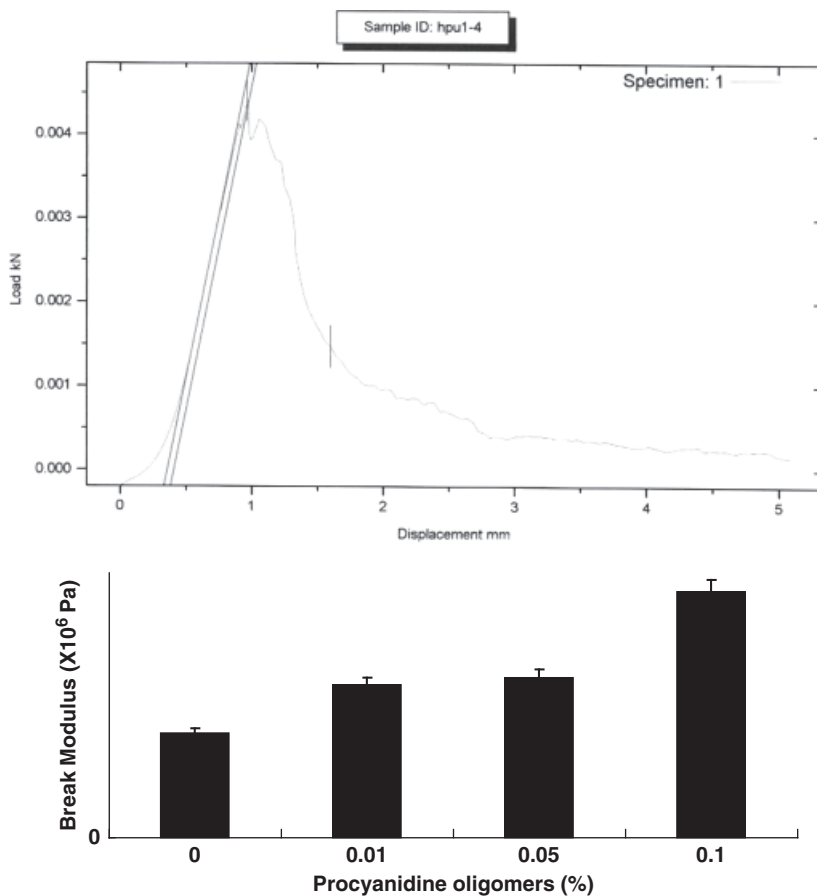 Sample ID: hpu1-4
Specimen: 1
0.004
0.003
0.002
0.001
0.000
Load kN
0 1 2 3 4 5
Displacement mm
Break Modulus (X10⁶ Pa)
0
0 0.01 0.05 0.1
Procyanidine oligomers (%)